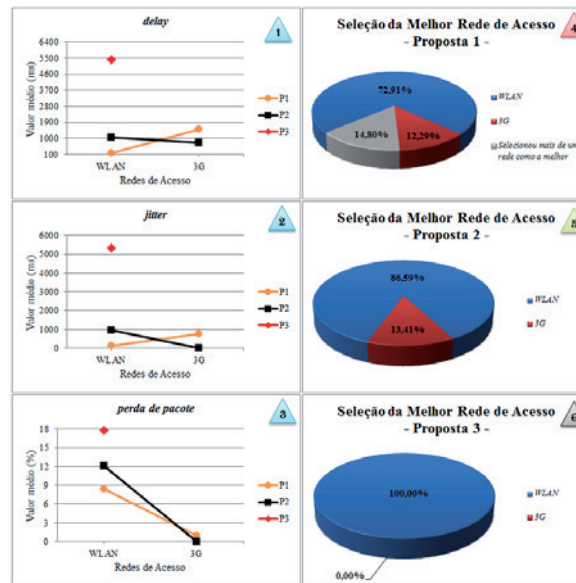 delay
1
Valor médio (ms)
6400
5500
4600
3700
2800
1900
1000
100
WLAN
3G
Redes de Acesso
P1
P2
P3
Seleção da Melhor Rede de Acesso
- Proposta 1 -
4
72,91%
14,80%
12,29%
WLAN
3G
Selecionou mais de um
rede como a melhor
jitter
2
Valor médio (ms)
6000
5000
4000
3000
2000
1000
0
WLAN
3G
Redes de Acesso
P1
P2
P3
Seleção da Melhor Rede de Acesso
- Proposta 2 -
5
86,59%
13,41%
WLAN
3G
perda de pacote
3
Valor médio (%)
18
15
12
9
6
3
0
WLAN
3G
Redes de Acesso
P1
P2
P3
Seleção da Melhor Rede de Acesso
- Proposta 3 -
6
100,00%
0,00%
WLAN
3G